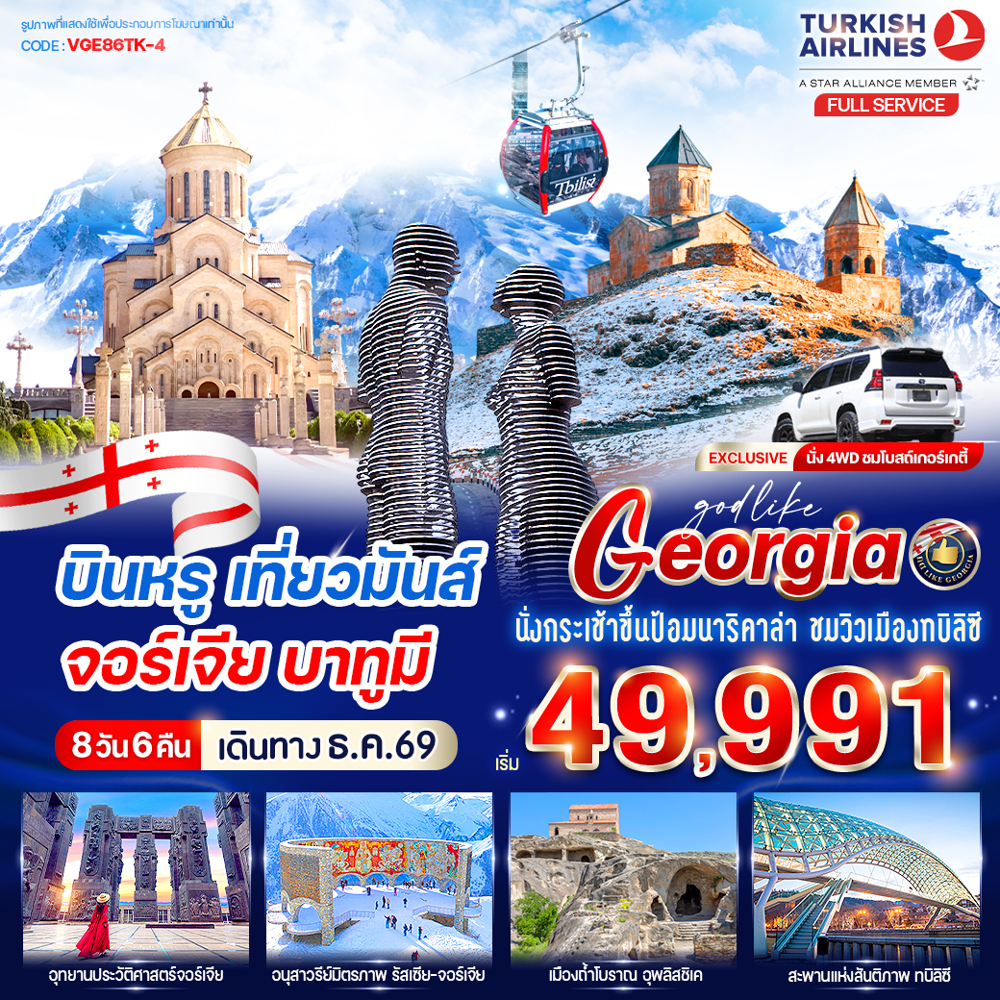 รูปภาพที่แสดงใช้เพื่อประกอบการโฆษณาเท่านั้น
CODE : VGE86TK-4
TURKISH
AIRLINES
A STAR ALLIANCE MEMBER
FULL SERVICE
Tbilisi
EXCLUSIVE นั่ง 4WD ชมโบสถ์เกอร์เกตี้
godlike
Georgia
LIKE GEORGIA
บินหรู เที่ยวมันส์
จอร์เจีย บาทูมี
นั่งกระเช้าขึ้นป้อมนาริคาล่า ชมวิวเมืองทบิลิซี
8 วัน 6 คืน เดินทาง ธ.ค.69
เริ่ม 49,991
อุทยานประวัติศาสตร์จอร์เจีย
อนุสาวรีย์มิตรภาพ รัสเซีย-จอร์เจีย
เมืองถ้ำโบราณ อุพลิสชิเค
สะพานแห่งสันติภาพ ทบิลิซี